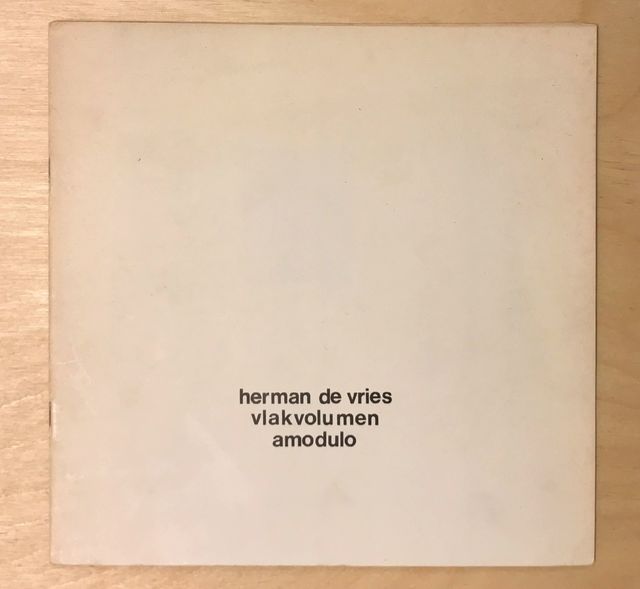 herman de vries
vlakvolumen
amodulo